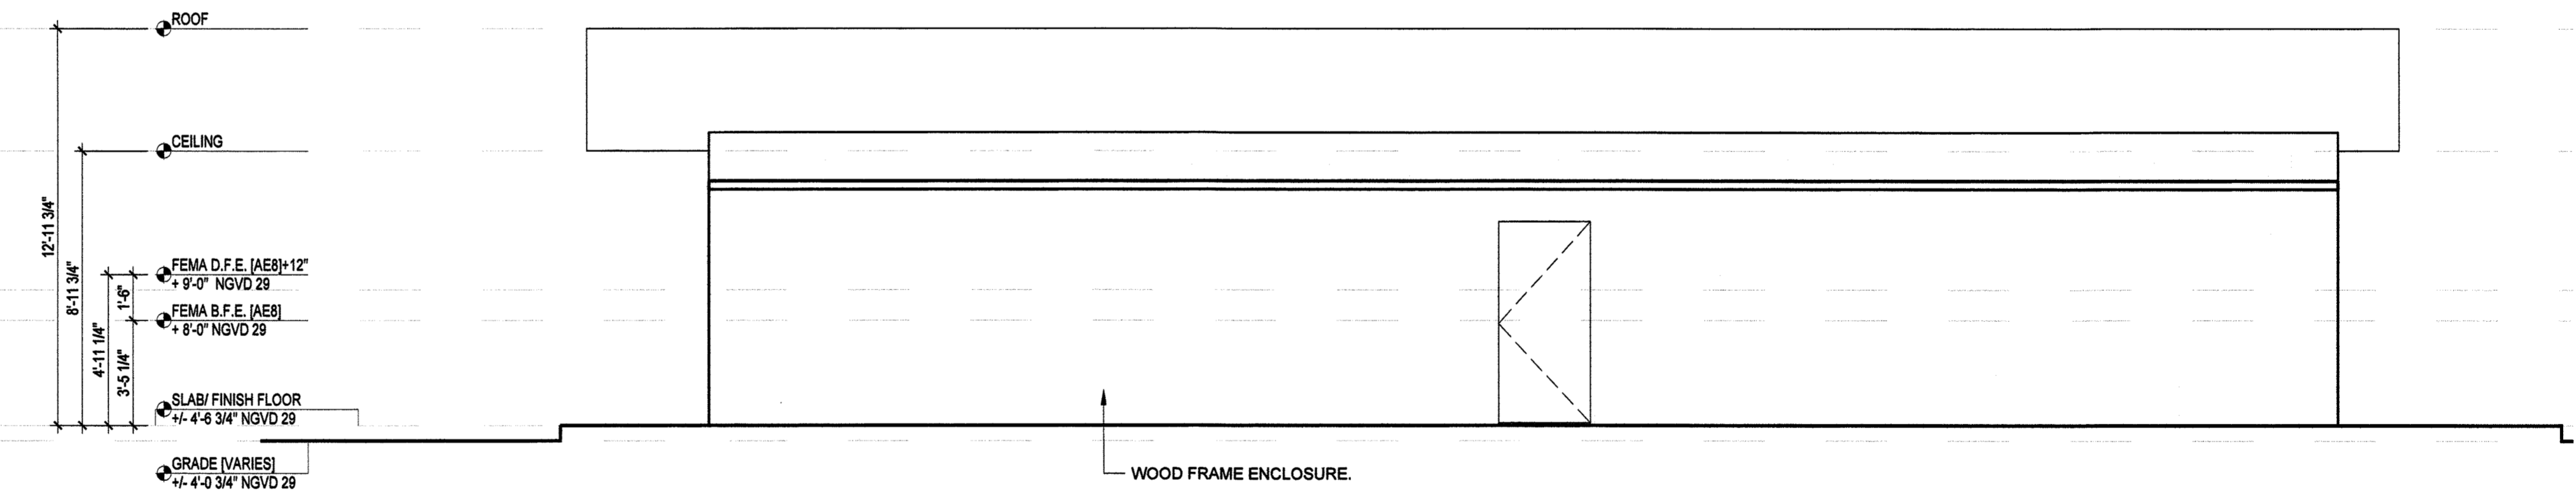 ROOF
CEILING
12'-11 3/4"
8'-11 3/4"
FEMA D.F.E. [AE8]+12"
+ 9'-0" NGVD 29
1'-6"
FEMA B.F.E. [AE8]
+ 8'-0" NGVD 29
4'-11 1/4"
3'-5 1/4"
SLAB/ FINISH FLOOR
+/- 4'-6 3/4" NGVD 29
GRADE [VARIES]
+/- 4'-0 3/4" NGVD 29
WOOD FRAME ENCLOSURE.